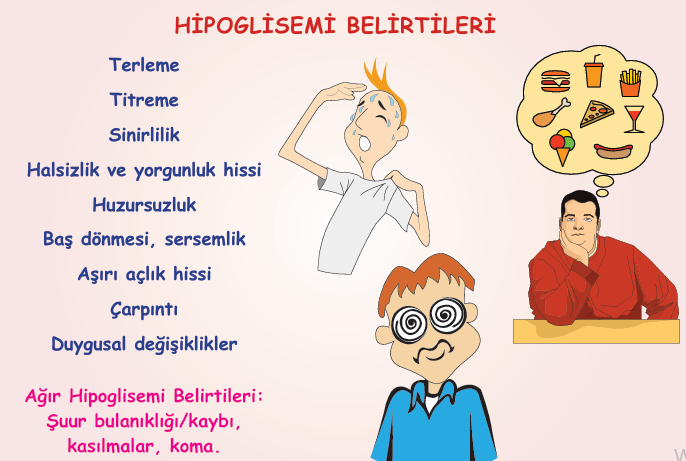 HİPOGLİSEMİ BELİRTİLERİ
Terleme
Titreme
Sinirlilik
Halsizlik ve yorgunluk hissi
Huzursuzluk
Baş dönmesi, sersemlik
Aşırı açlık hissi
Çarpıntı
Duygusal değişiklikler
Ağır Hipoglisemi Belirtileri:
Şuur bulanıklığı/kaybı,
kasılmalar, koma.